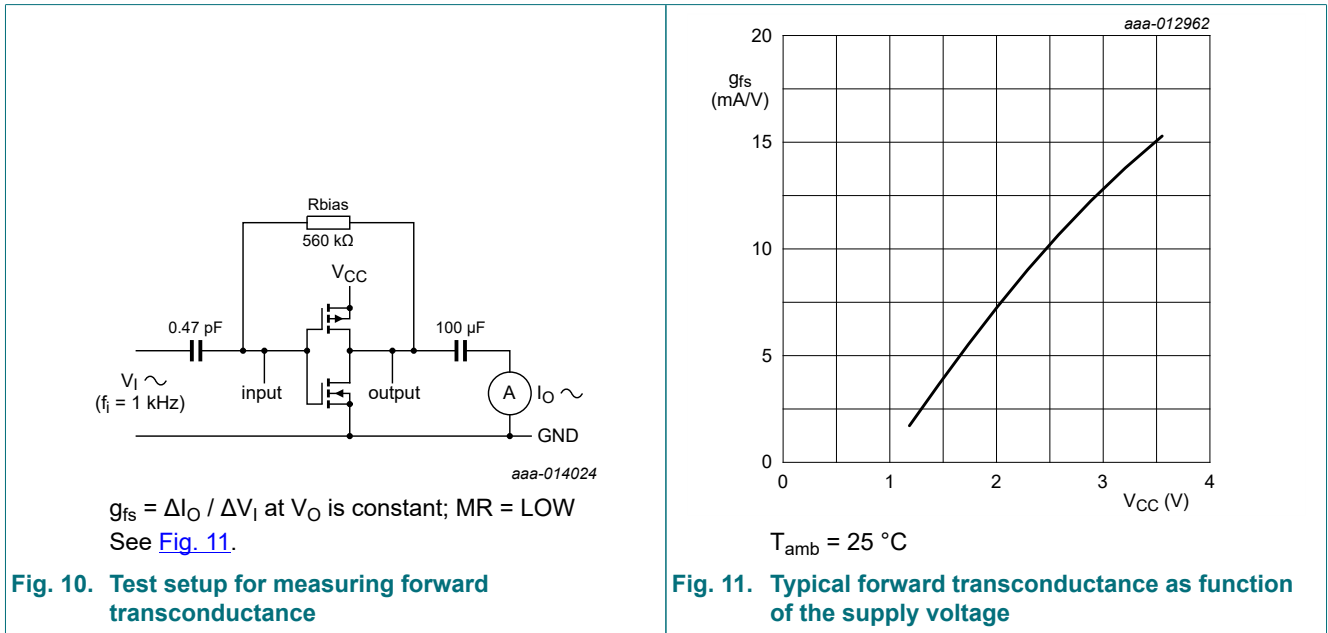 Rbias
560 kΩ
VCC
0.47 pF
100 µF
VI
(fi = 1 kHz)
input
output
A
IO
GND
aaa-014024
gfs = ΔIO / ΔVI at VO is constant; MR = LOW
See Fig. 11.
Fig. 10. Test setup for measuring forward
transconductance
aaa-012962
20
gfs
(mA/V)
15
10
5
0
0
1
2
3
4
VCC (V)
Tamb = 25 °C
Fig. 11. Typical forward transconductance as function
of the supply voltage